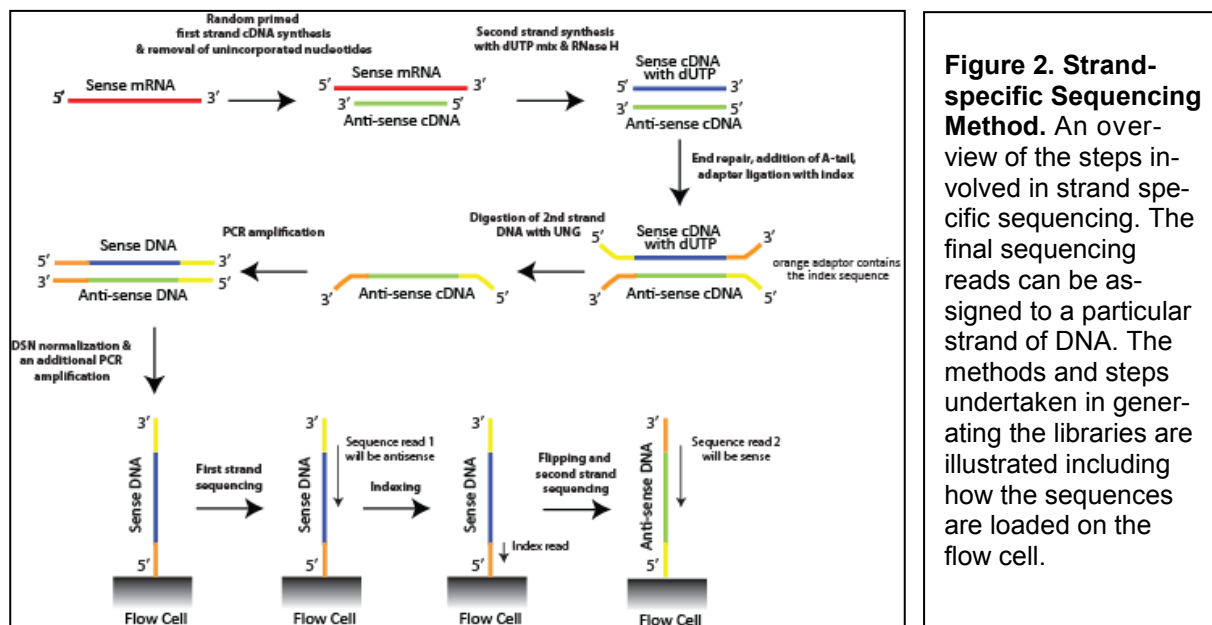 Random primed
first strand cDNA synthesis
& removal of unincorporated nucleotides
Second strand synthesis
with dUTP mix & RNase H
5′ Sense mRNA 3′
5′ Sense mRNA 3′
3′ 5′
Anti-sense cDNA
Sense cDNA
with dUTP
5′ 3′
3′ 5′
Anti-sense cDNA
End repair, addition of A-tail,
adapter ligation with index
Sense cDNA
with dUTP
5′ 3′
3′ 5′
Anti-sense cDNA
orange adaptor contains
the index sequence
Digestion of 2nd strand
DNA with UNG
3′ Anti-sense cDNA 5′
PCR amplification
Sense DNA
5′ 3′
3′ 5′
Anti-sense DNA
DSN normalization &
an additional PCR
amplification
3′
Sense DNA
5′
Flow Cell
First strand
sequencing
3′
Sense DNA
5′
Flow Cell
Sequence read 1
will be antisense
Indexing
3′
Sense DNA
5′
Index read
Flow Cell
Flipping and
second strand
sequencing
3′
Anti-sense DNA
5′
Flow Cell
Sequence read 2
will be sense
Figure 2. Strand-
specific Sequencing
Method. An over-
view of the steps in-
volved in strand spe-
cific sequencing. The
final sequencing
reads can be as-
signed to a particular
strand of DNA. The
methods and steps
undertaken in gener-
ating the libraries are
illustrated including
how the sequences
are loaded on the
flow cell.